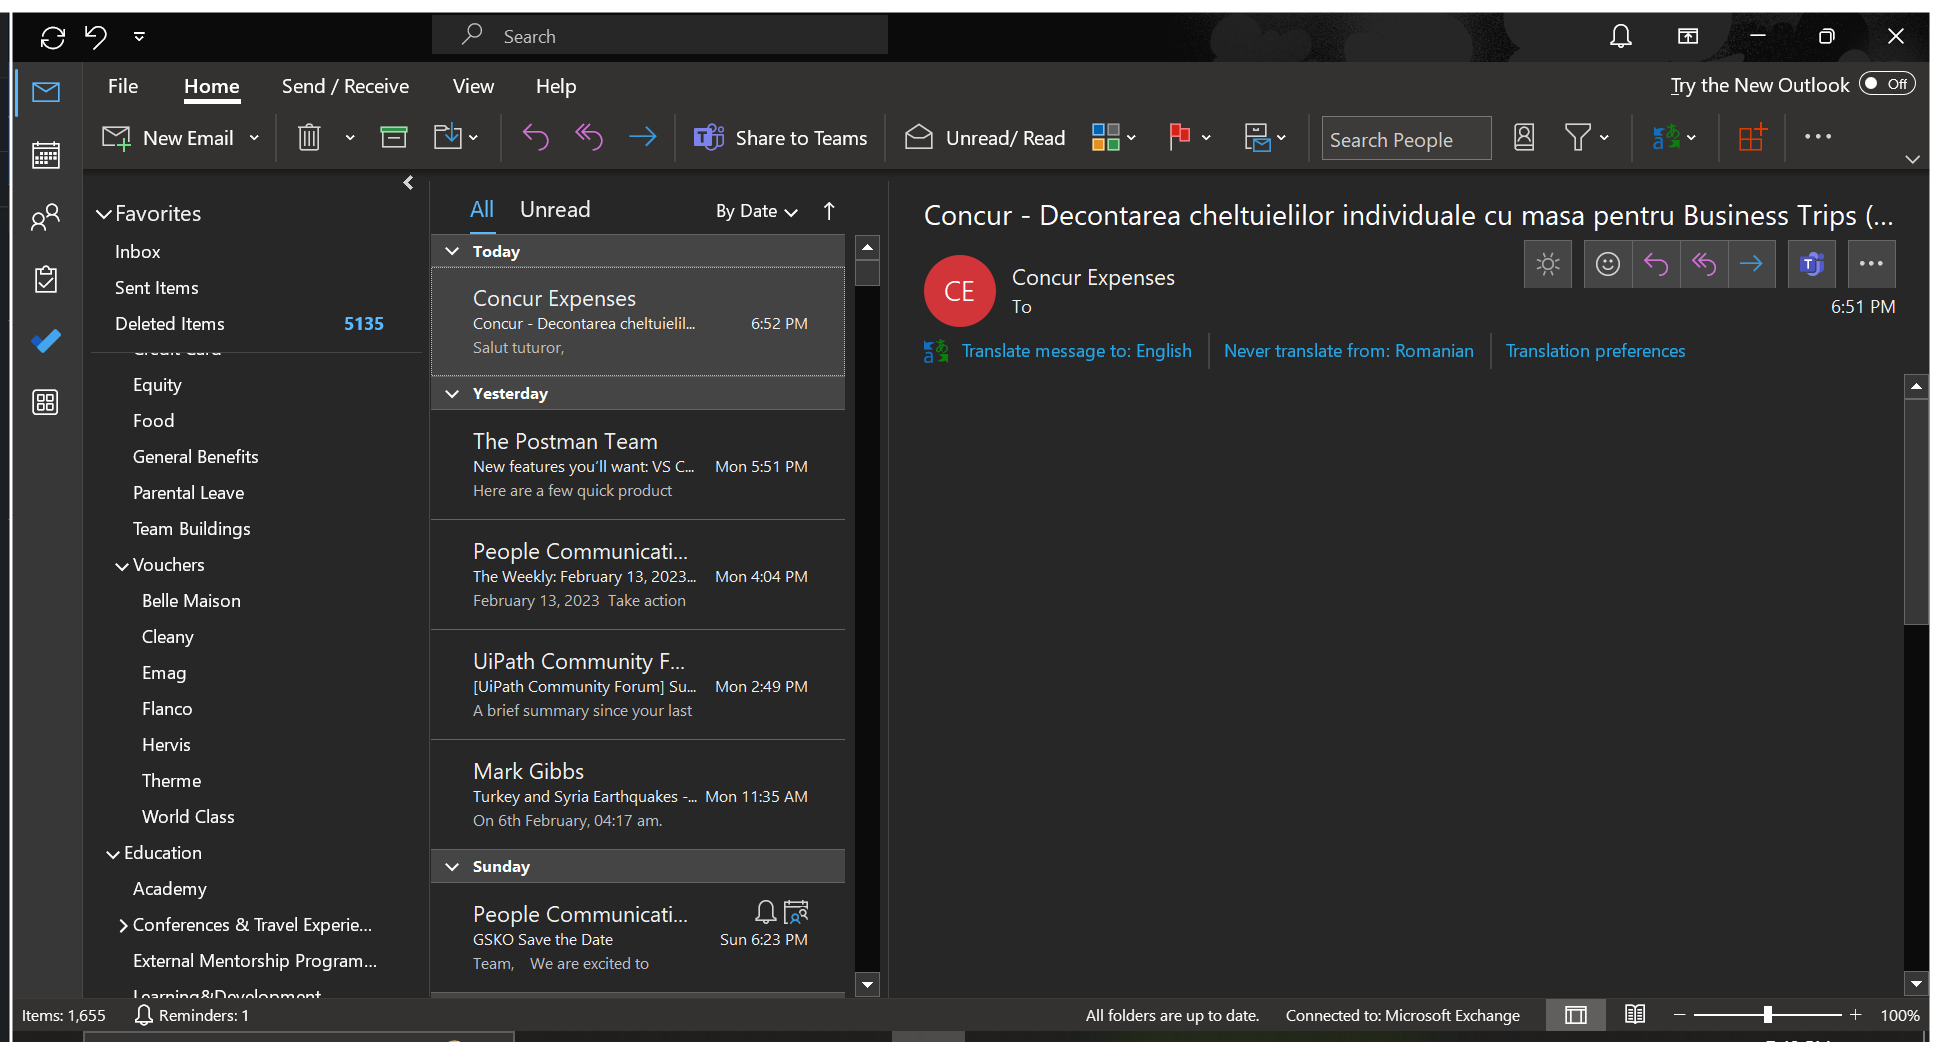 Search
File Home Send / Receive View Help
Try the New Outlook Off
New Email
Share to Teams
Unread/ Read
Search People
Favorites
Inbox
Sent Items
Deleted Items 5135
Credit Card
Equity
Food
General Benefits
Parental Leave
Team Buildings
Vouchers
Belle Maison
Cleany
Emag
Flanco
Hervis
Therme
World Class
Education
Academy
Conferences & Travel Experie...
External Mentorship Program...
Learning&Development
All Unread By Date
Today
Concur Expenses
Concur - Decontarea cheltuielil... 6:52 PM
Salut tuturor,
Yesterday
The Postman Team
New features you'll want: VS C... Mon 5:51 PM
Here are a few quick product
People Communicati...
The Weekly: February 13, 2023... Mon 4:04 PM
February 13, 2023 Take action
UiPath Community F...
[UiPath Community Forum] Su... Mon 2:49 PM
A brief summary since your last
Mark Gibbs
Turkey and Syria Earthquakes -... Mon 11:35 AM
On 6th February, 04:17 am.
Sunday
People Communicati...
GSKO Save the Date Sun 6:23 PM
Team, We are excited to
Concur - Decontarea cheltuielilor individuale cu masa pentru Business Trips (...
CE
Concur Expenses
To
6:51 PM
Translate message to: English Never translate from: Romanian Translation preferences
Items: 1,655 Reminders: 1 All folders are up to date. Connected to: Microsoft Exchange 100%